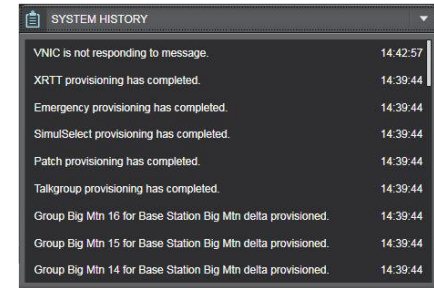 SYSTEM HISTORY
VNIC is not responding to message. 14:42:57
XRTT provisioning has completed. 14:39:44
Emergency provisioning has completed. 14:39:44
SimulSelect provisioning has completed. 14:39:44
Patch provisioning has completed. 14:39:44
Talkgroup provisioning has completed. 14:39:44
Group Big Mtn 16 for Base Station Big Mtn delta provisioned. 14:39:44
Group Big Mtn 15 for Base Station Big Mtn delta provisioned. 14:39:44
Group Big Mtn 14 for Base Station Big Mtn delta provisioned. 14:39:44